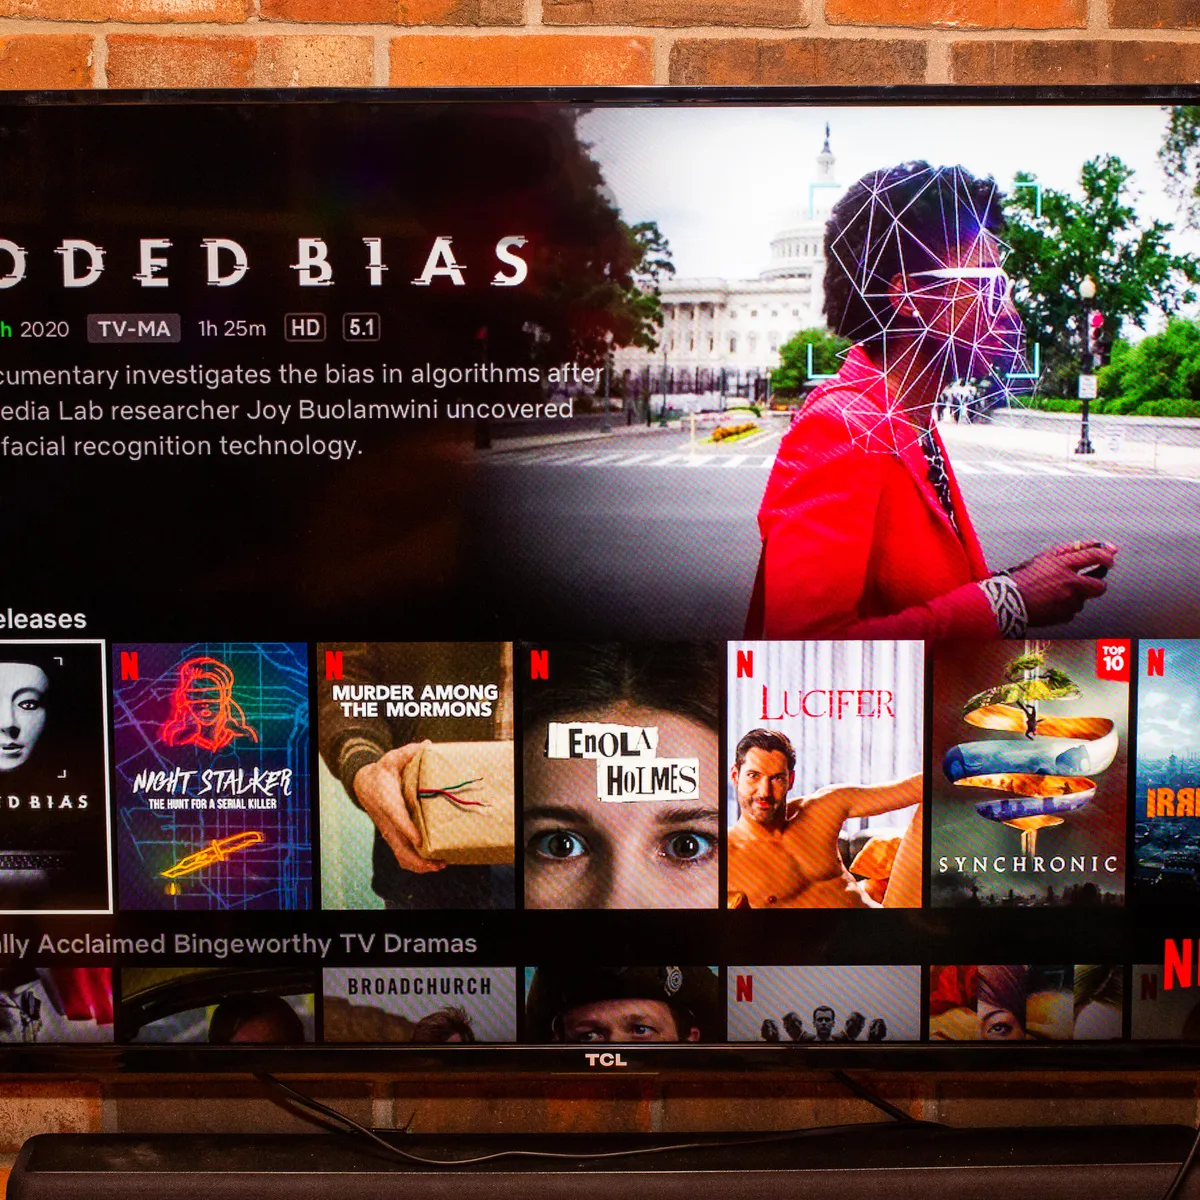 ODED BIAS
h 2020 TV-MA 1h 25m HD 5.1
cumentary investigates the bias in algorithms after
edia Lab researcher Joy Buolamwini uncovered
facial recognition technology.
eleases
D BIAS
N
NIGHT STALKER
THE HUNT FOR A SERIAL KILLER
N
MURDER AMONG
THE MORMONS
N
ENOLA
HOLMES
N
LUCIFER
TOP
10
SYNCHRONIC
N
IRR
lly Acclaimed Bingeworthy TV Dramas
BROADCHURCH
N
N
NE
TCL